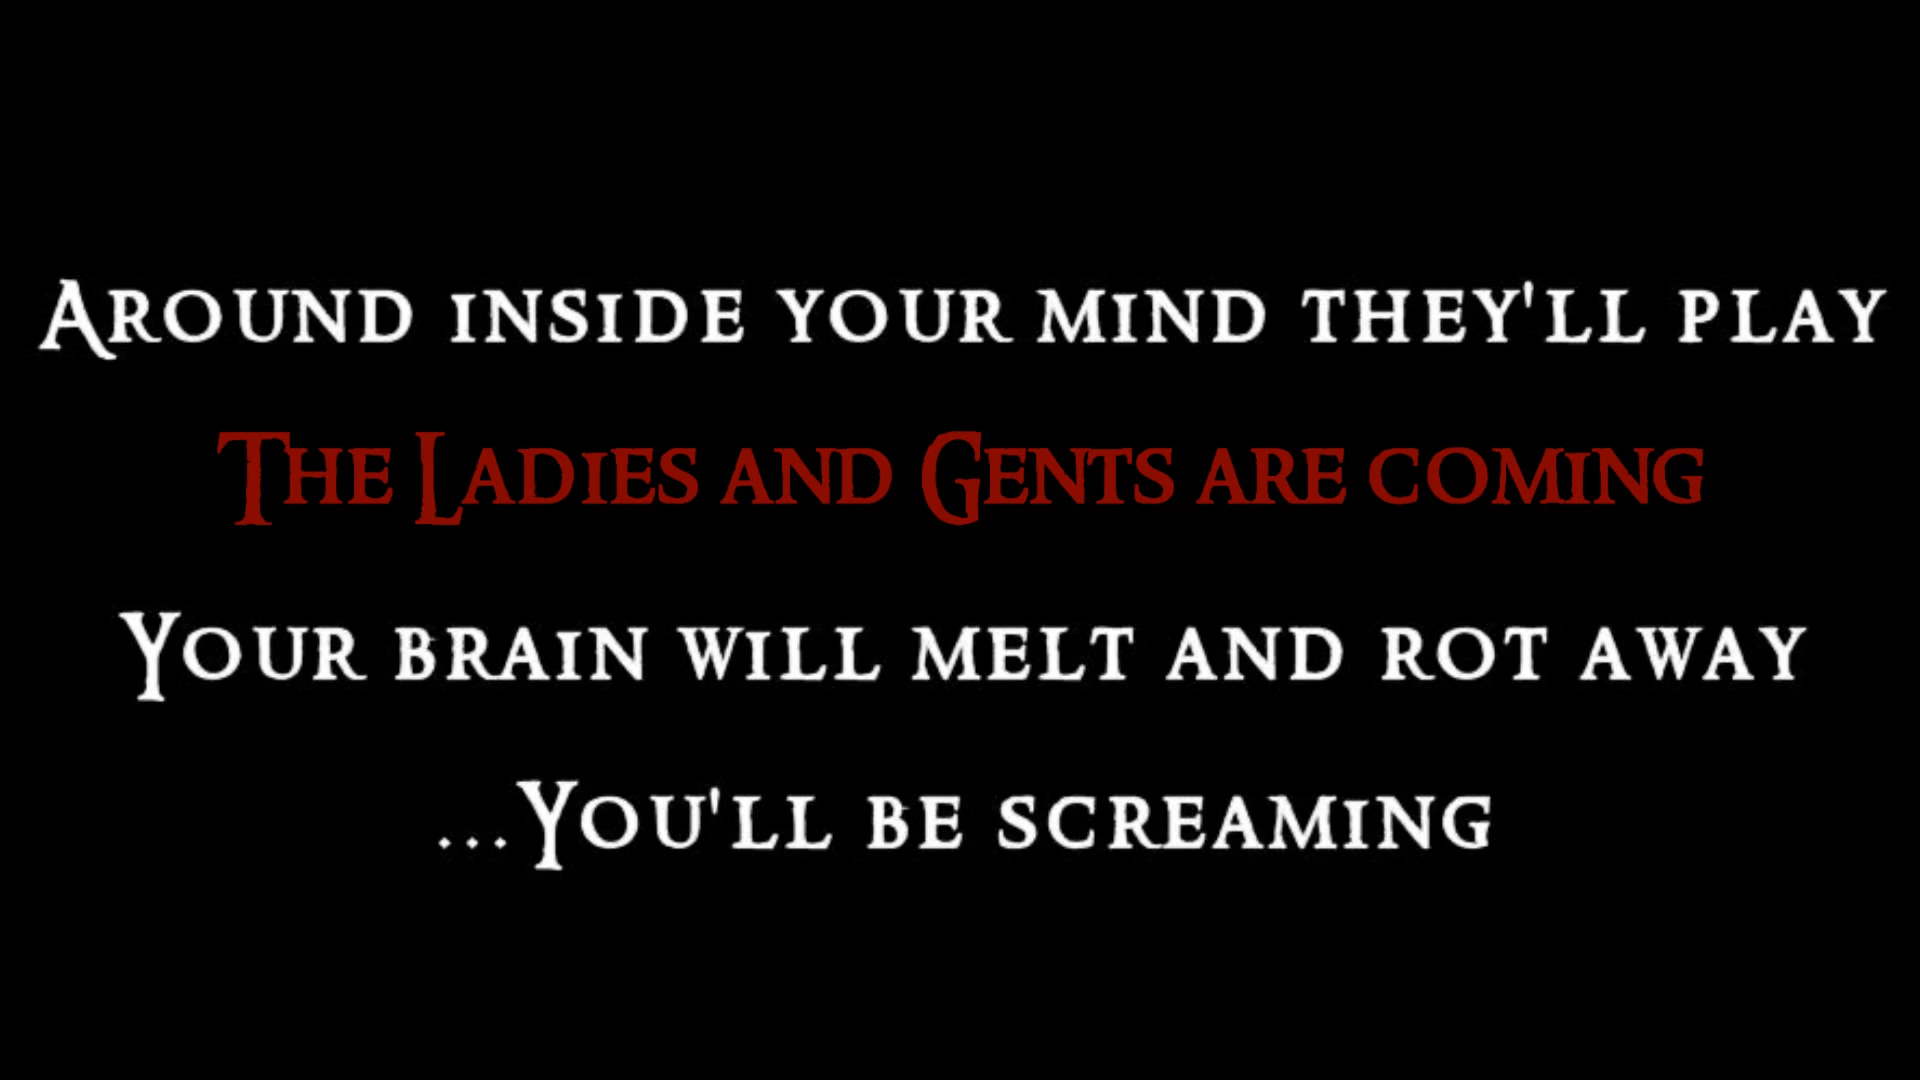 Around inside your mind they'll play
The Ladies and Gents are coming
Your brain will melt and rot away
...You'll be screaming